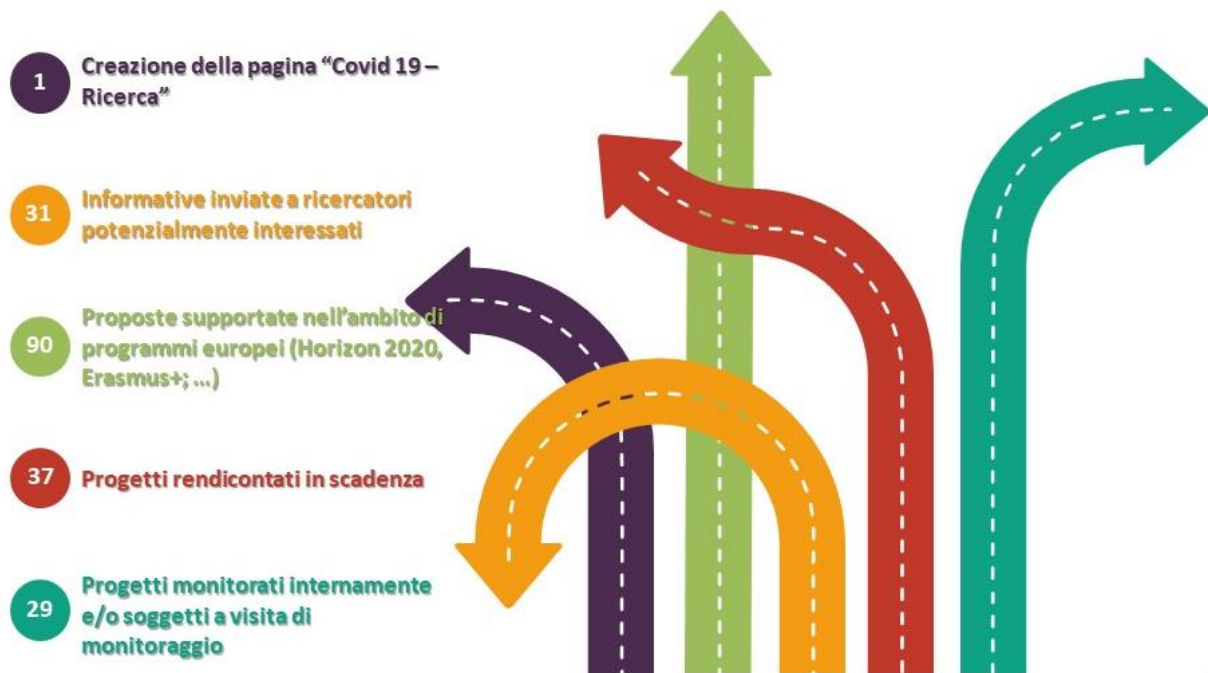 1
Creazione della pagina “Covid 19 –
Ricerca”
31
Informative inviate a ricercatori
potenzialmente interessati
90
Proposte supportate nell’ambito di
programmi europei (Horizon 2020,
Erasmus+; ...)
37
Progetti rendicontati in scadenza
29
Progetti monitorati internamente
e/o soggetti a visita di
monitoraggio